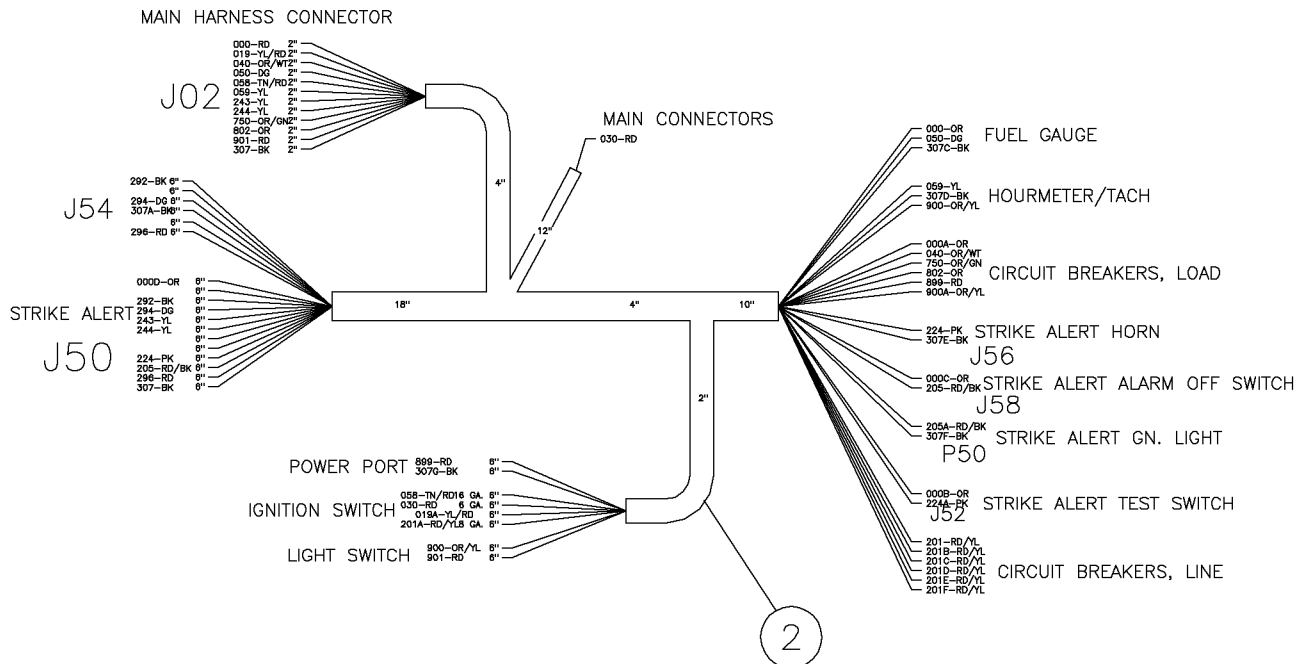 MAIN HARNESS CONNECTOR
J02
000-RD 2"
019-YL/RD 2"
040-OR/WT 2"
050-DG 2"
058-TN/RD 2"
059-YL 2"
243-YL 2"
244-YL 2"
750-OR/GN 2"
802-OR 2"
901-RD 2"
307-BK 2"
MAIN CONNECTORS
030-RD
4"
12"
J54
292-BK 6"
6"
294-DG 6"
307A-BK 6"
6"
296-RD 6"
STRIKE ALERT
J50
000D-OR 6"
6"
292-BK 6"
294-DG 6"
243-YL 6"
244-YL 6"
6"
6"
224-PK 6"
205-RD/BK 6"
296-RD 6"
307-BK 6"
18"
4"
10"
2"
000-OR
050-DG
307C-BK
FUEL GAUGE
059-YL
307D-BK
900-OR/YL
HOURMETER/TACH
000A-OR
040-OR/WT
750-OR/GN
802-OR
899-RD
900A-OR/YL
CIRCUIT BREAKERS, LOAD
224-PK
307E-BK
STRIKE ALERT HORN
J56
000C-OR
205-RD/BK
STRIKE ALERT ALARM OFF SWITCH
J58
205A-RD/BK
307F-BK
STRIKE ALERT GN. LIGHT
P50
000B-OR
224A-PK
STRIKE ALERT TEST SWITCH
J52
201-RD/YL
201B-RD/YL
201C-RD/YL
201D-RD/YL
201E-RD/YL
201F-RD/YL
CIRCUIT BREAKERS, LINE
POWER PORT
899-RD 6"
307G-BK 6"
IGNITION SWITCH
058-TN/RD 16 GA. 6"
030-RD 6 GA. 6"
019A-YL/RD 6"
201A-RD/YL 8 GA. 6"
LIGHT SWITCH
900-OR/YL 6"
901-RD 6"
2